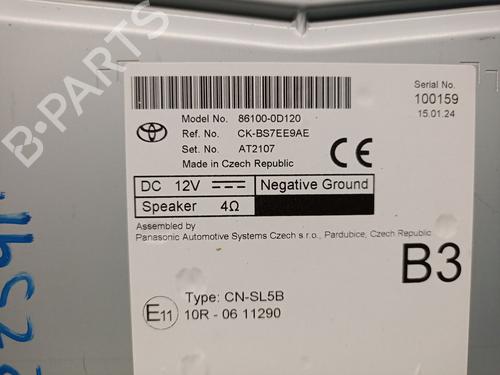 B-PARTS
Serial No.
100159
15.01.24
Model No. 86100-0D120
Ref. No. CK-BS7EE9AE
Set. No. AT2107
Made in Czech Republic
CE
DC 12V Negative Ground
Speaker 4Ω
Assembled by
Panasonic Automotive Systems Czech s.r.o., Pardubice, Czech Republic
B3
E11
Type: CN-SL5B
10R - 06 11290